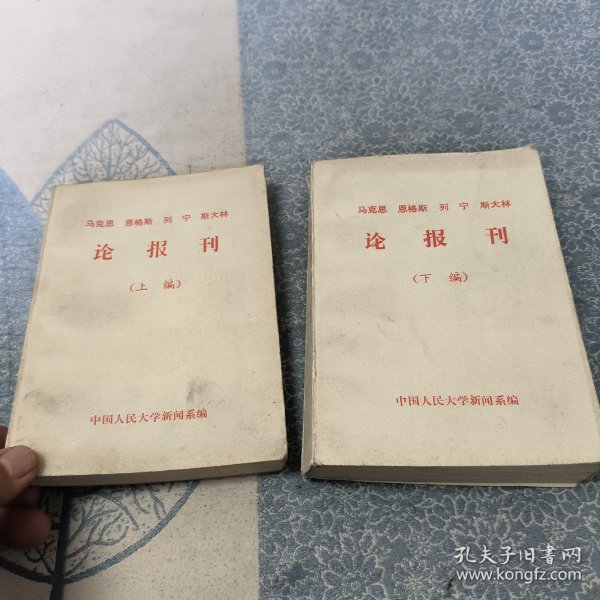 马克思 恩格斯 列 宁 斯大林
论 报 刊
(上 编)
中国人民大学新闻系编
马克思 恩格斯 列 宁 斯大林
论 报 刊
(下 编)
中国人民大学新闻系编
孔夫子旧书网
www.kongfz.com